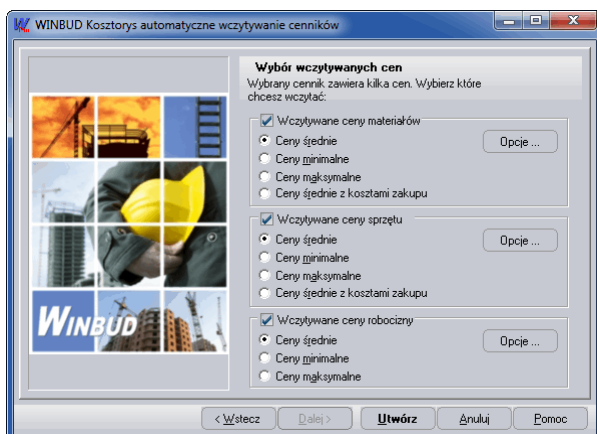 WINBUD Kosztorys automatyczne wczytywanie cenników
Wybór wczytywanych cen
Wybrany cennik zawiera kilka cen. Wybierz które
chcesz wczytać:
Wczytywane ceny materiałów
Ceny średnie
Opcje ...
Ceny minimalne
Ceny maksymalne
Ceny średnie z kosztami zakupu
Wczytywane ceny sprzętu
Ceny średnie
Opcje ...
Ceny minimalne
Ceny maksymalne
Ceny średnie z kosztami zakupu
WINBUD
Wczytywane ceny robocizny
Ceny średnie
Opcje ...
Ceny minimalne
Ceny maksymalne
< Wstecz Dalej > Utwórz Anuluj Pomoc